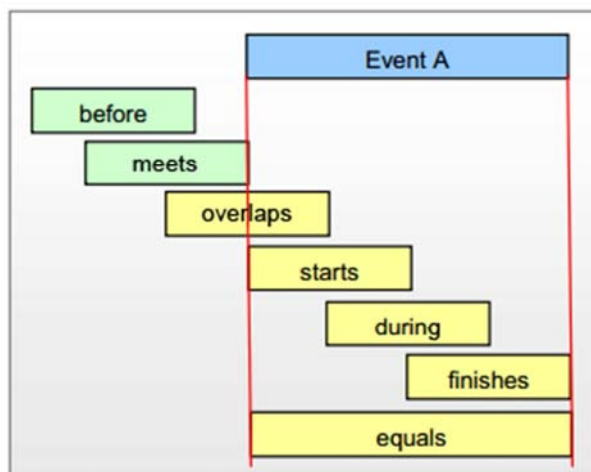 Event A
before
meets
overlaps
starts
during
finishes
equals